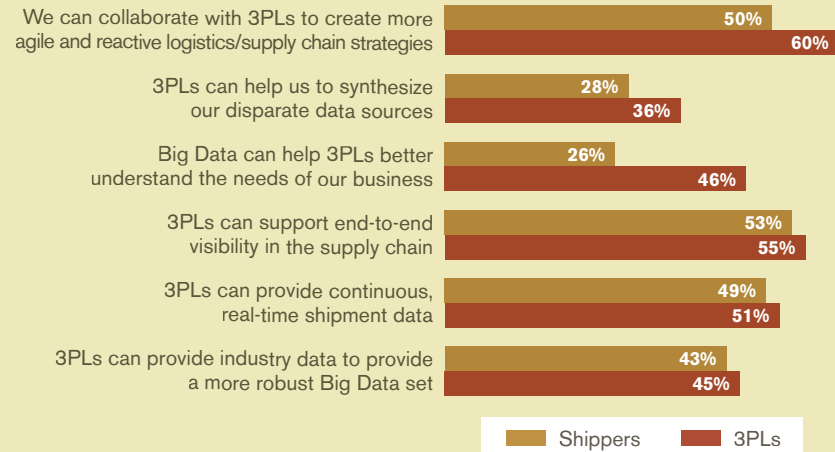 We can collaborate with 3PLs to create more
agile and reactive logistics/supply chain strategies
50%
60%
3PLs can help us to synthesize
our disparate data sources
28%
36%
Big Data can help 3PLs better
understand the needs of our business
26%
46%
3PLs can support end-to-end
visibility in the supply chain
53%
55%
3PLs can provide continuous,
real-time shipment data
49%
51%
3PLs can provide industry data to provide
a more robust Big Data set
43%
45%
Shippers 3PLs